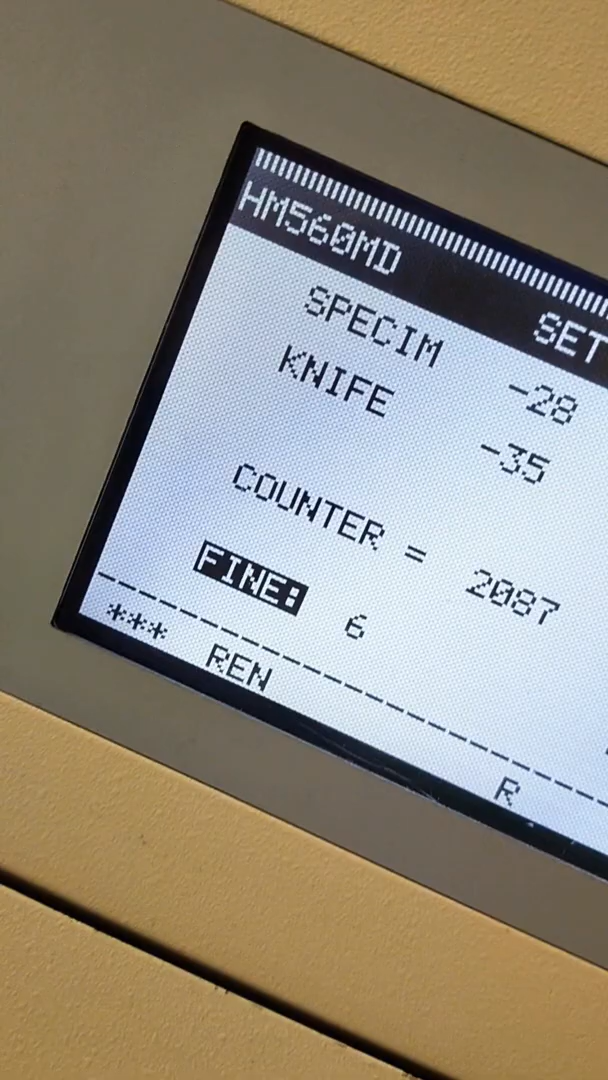 HM560MD SET
SPECIM -28
KNIFE -35
COUNTER = 2087
FINE: 6
*** REN R